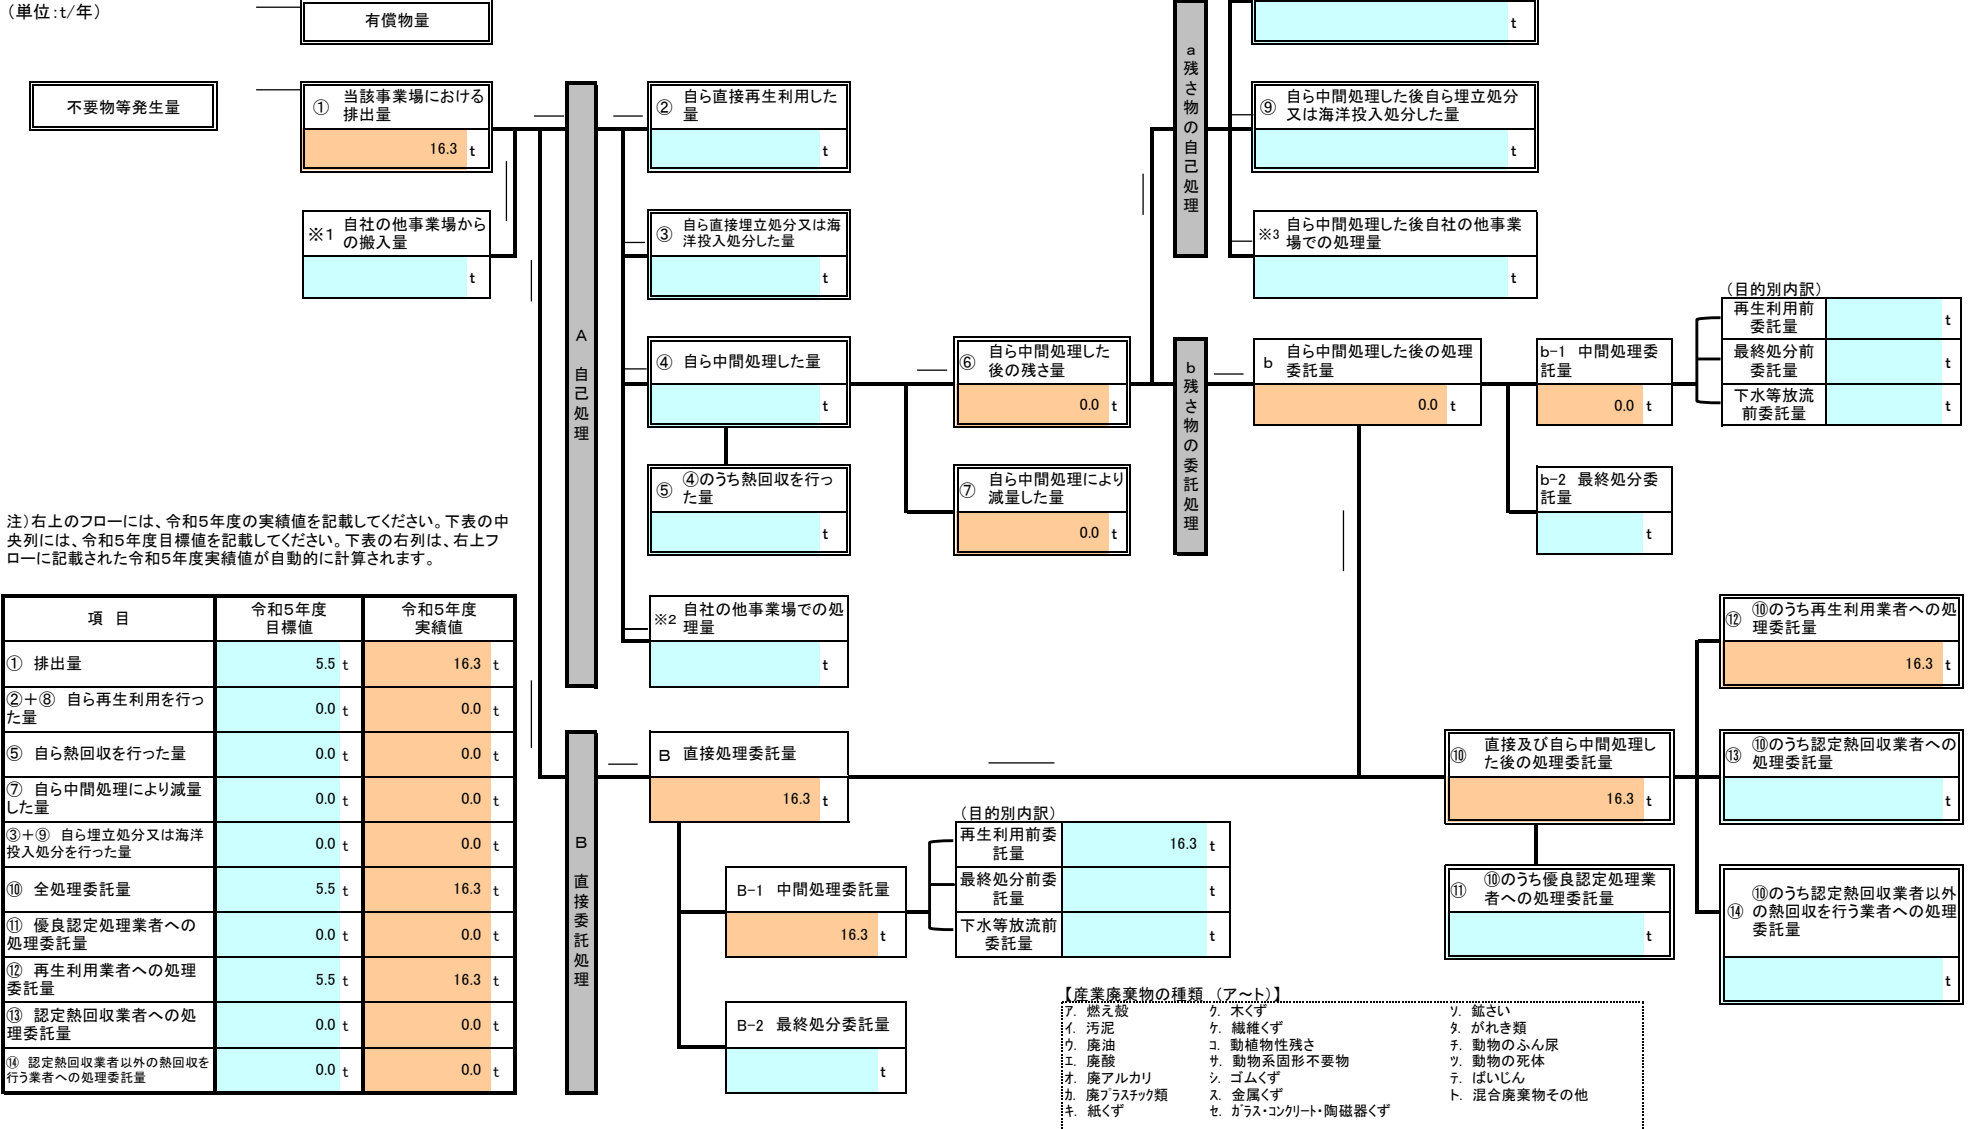 （単位:t/年）
有償物量
不要物等発生量
① 当該事業場における
排出量
16.3 t
※1 自社の他事業場から
の搬入量
t
A 自己処理
② 自ら直接再生利用した
量
t
③ 自ら直接埋立処分又は海
洋投入処分した量
t
④ 自ら中間処理した量
t
⑤ ④のうち熱回収を行っ
た量
t
※2 自社の他事業場での処
理量
t
⑥ 自ら中間処理した
後の残さ量
0.0 t
⑦ 自ら中間処理により
減量した量
0.0 t
a 残さ物の自己処理
t
⑨ 自ら中間処理した後自ら埋立処分
又は海洋投入処分した量
t
※3 自ら中間処理した後自社の他事業
場での処理量
t
b 残さ物の委託処理
b 自ら中間処理した後の処理
委託量
0.0 t
b-1 中間処理委
託量
0.0 t
b-2 最終処分委
託量
t
（目的別内訳）
再生利用前
委託量
t
最終処分前
委託量
t
下水等放流
前委託量
t
注）右上のフローには、令和5年度の実績値を記載してください。下表の中
央列には、令和5年度目標値を記載してください。下表の右列は、右上フ
ローに記載された令和5年度実績値が自動的に計算されます。
項 目 令和5年度
目標値 令和5年度
実績値
① 排出量 5.5 t 16.3 t
②＋⑧ 自ら再生利用を行っ
た量 0.0 t 0.0 t
⑤ 自ら熱回収を行った量 0.0 t 0.0 t
⑦ 自ら中間処理により減量
した量 0.0 t 0.0 t
③＋⑨ 自ら埋立処分又は海洋
投入処分を行った量 0.0 t 0.0 t
⑩ 全処理委託量 5.5 t 16.3 t
⑪ 優良認定処理業者への
処理委託量 0.0 t 0.0 t
⑫ 再生利用業者への処理
委託量 5.5 t 16.3 t
⑬ 認定熱回収業者への処
理委託量 0.0 t 0.0 t
⑭ 認定熱回収業者以外の熱回収を
行う業者への処理委託量 0.0 t 0.0 t
B 直接委託処理
B 直接処理委託量
16.3 t
B-1 中間処理委託量
16.3 t
B-2 最終処分委託量
t
（目的別内訳）
再生利用前委
託量
16.3 t
最終処分前委
託量
t
下水等放流前
委託量
t
⑩ 直接及び自ら中間処理し
た後の処理委託量
16.3 t
⑪ ⑩のうち優良認定処理業
者への処理委託量
t
⑫ ⑩のうち再生利用業者への処
理委託量
16.3 t
⑬ ⑩のうち認定熱回収業者への
処理委託量
t
⑭ ⑩のうち認定熱回収業者以外
の熱回収を行う業者への処理
委託量
t
【産業廃棄物の種類 （ア～ト）】
ア. 燃え殻 ク. 木くず ソ. 鉱さい
イ. 汚泥 ケ. 繊維くず タ. がれき類
ウ. 廃油 コ. 動植物性残さ チ. 動物のふん尿
エ. 廃酸 サ. 動物系固形不要物 ツ. 動物の死体
オ. 廃アルカリ シ. ゴムくず テ. ばいじん
カ. 廃プラスチック類 ス. 金属くず ト. 混合廃棄物その他
キ. 紙くず セ. ガラス・コンクリート・陶磁器くず